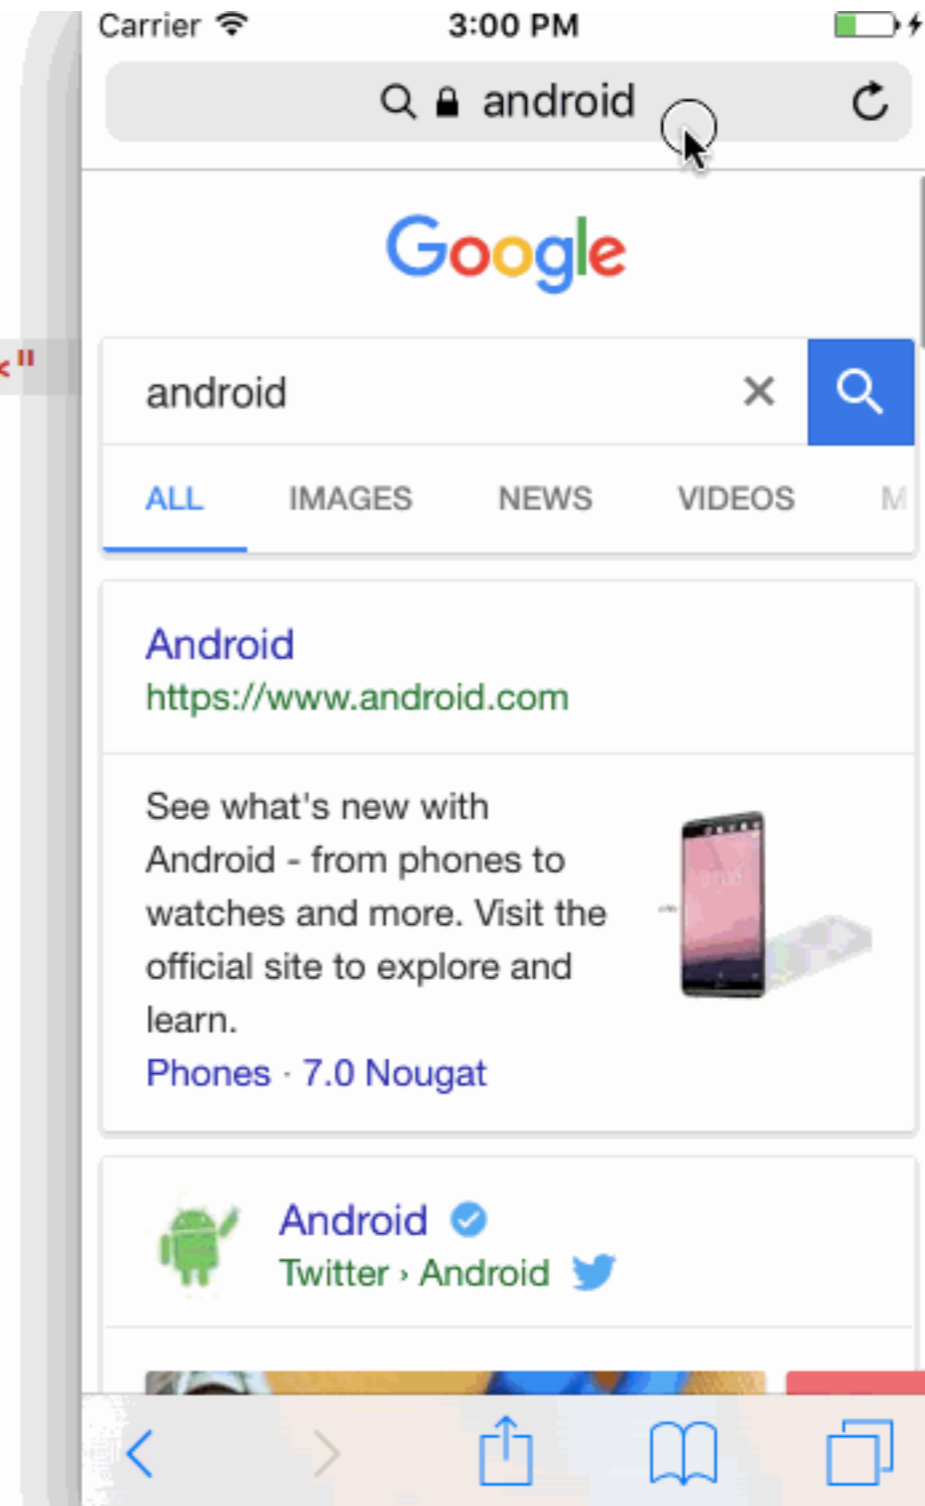 Carrier 3:00 PM
android
Google
<"
android
ALL IMAGES NEWS VIDEOS M
Android
https://www.android.com
See what's new with
Android - from phones to
watches and more. Visit the
official site to explore and
learn.
Phones · 7.0 Nougat
Android
Twitter › Android